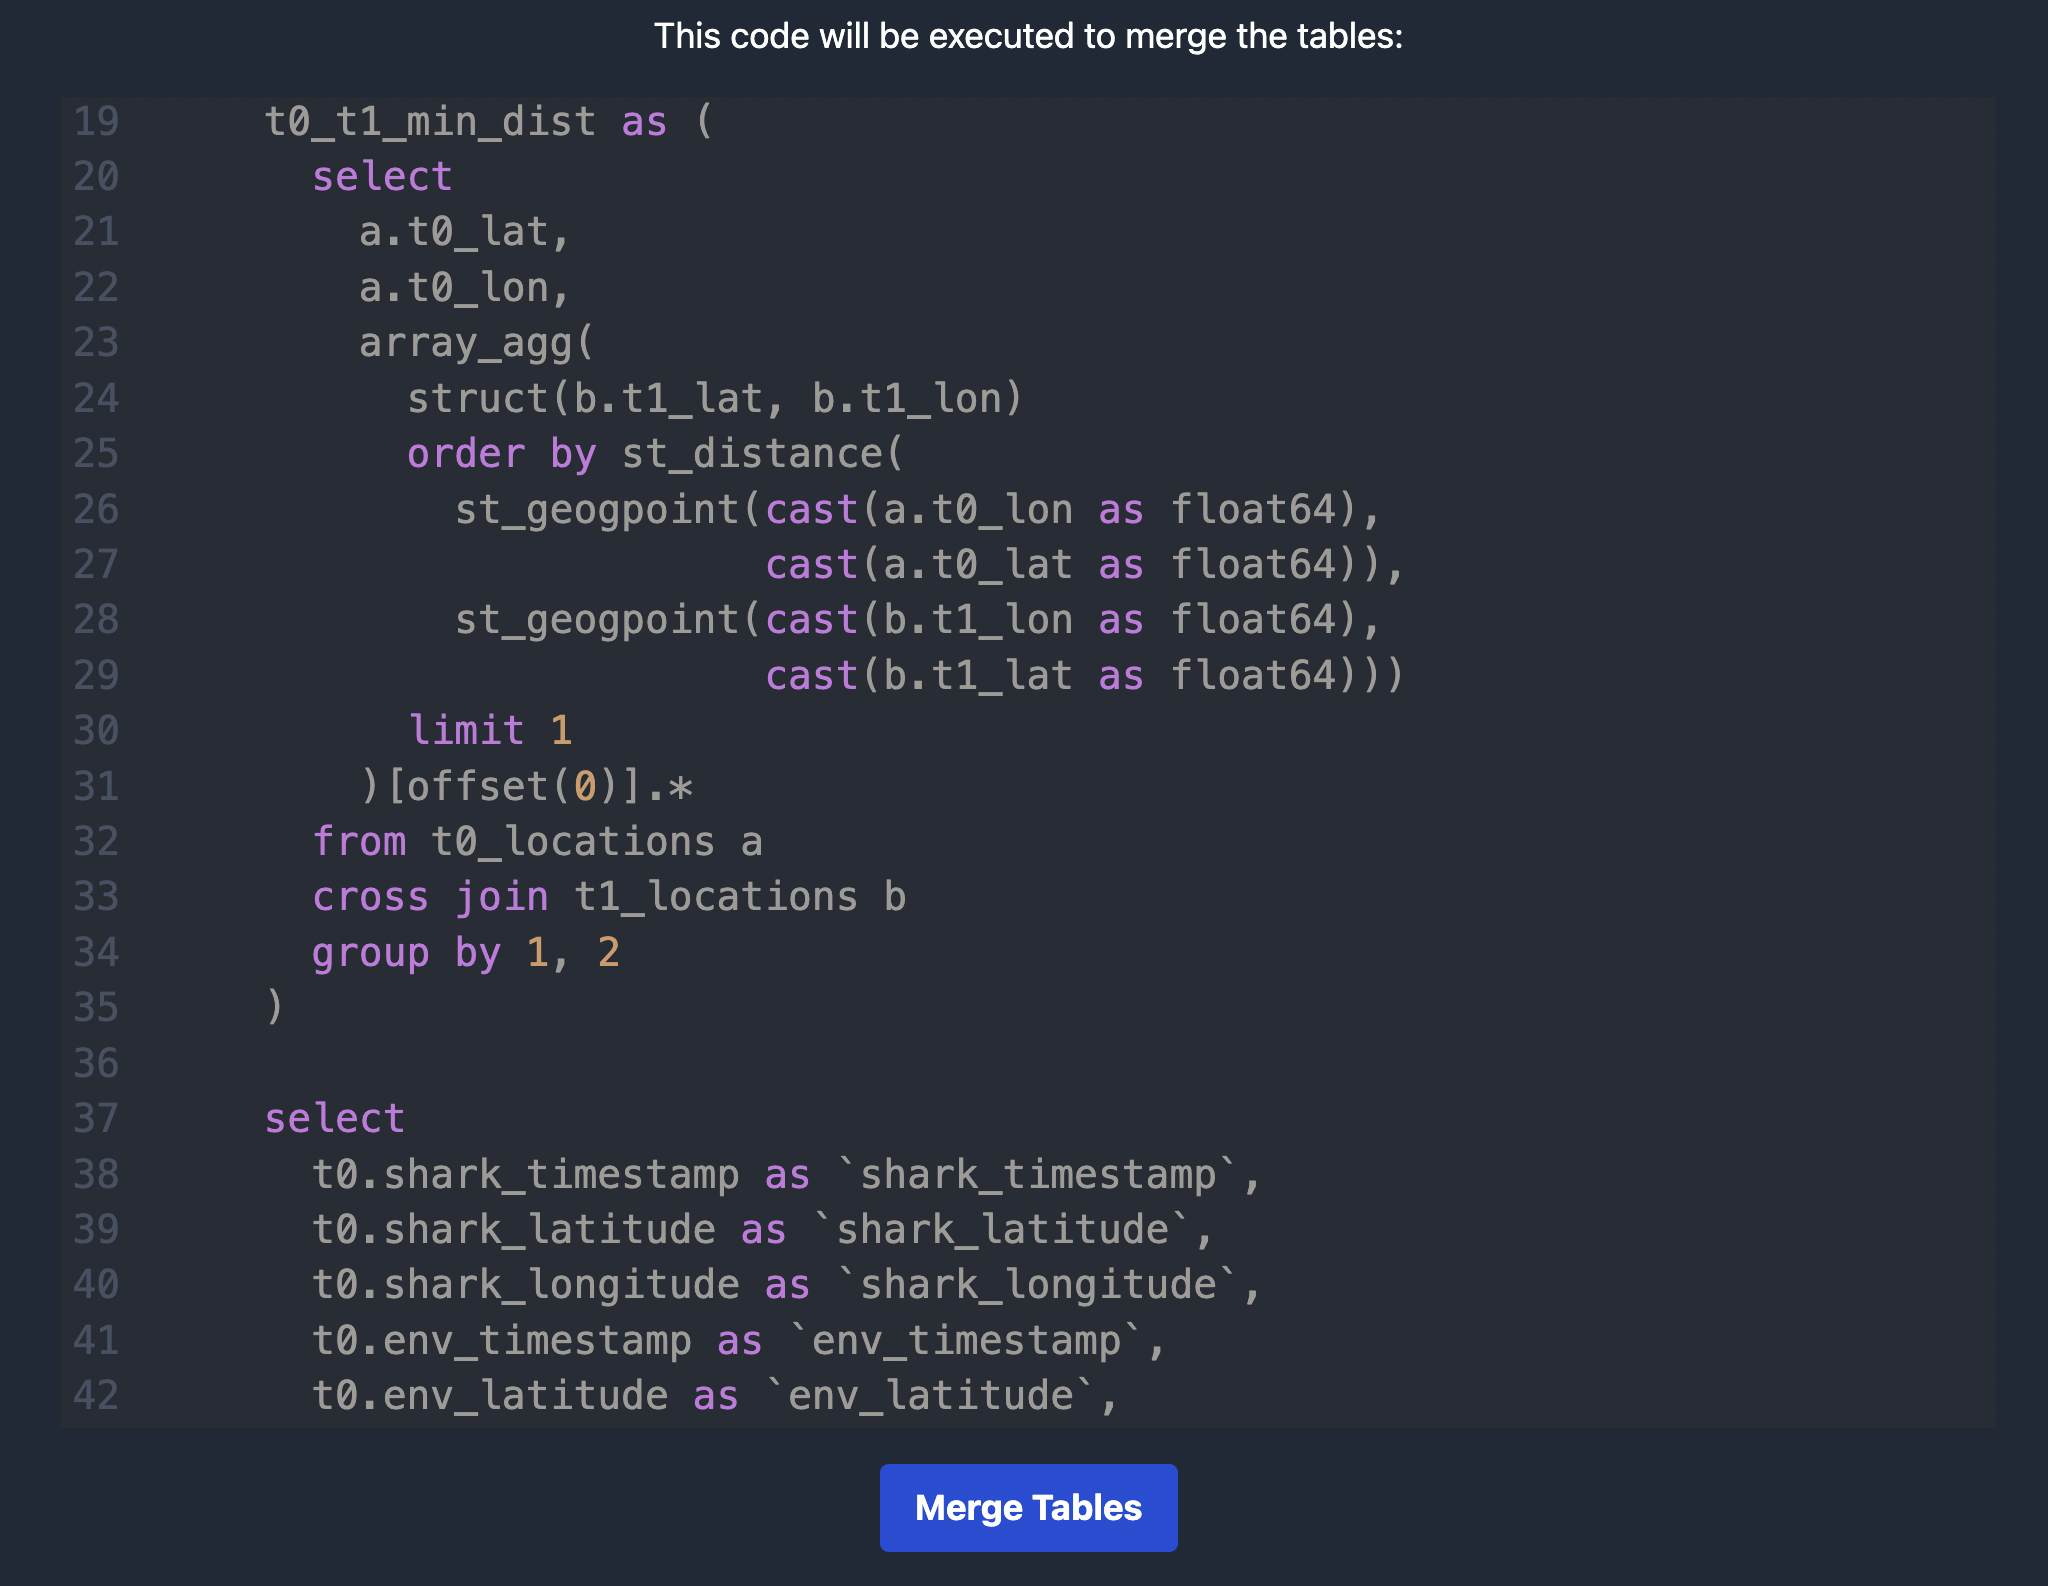 This code will be executed to merge the tables:
19 t0_t1_min_dist as (
20 select
21 a.t0_lat,
22 a.t0_lon,
23 array_agg(
24 struct(b.t1_lat, b.t1_lon)
25 order by st_distance(
26 st_geogpoint(cast(a.t0_lon as float64),
27 cast(a.t0_lat as float64)),
28 st_geogpoint(cast(b.t1_lon as float64),
29 cast(b.t1_lat as float64)))
30 limit 1
31 )[offset(0)].*
32 from t0_locations a
33 cross join t1_locations b
34 group by 1, 2
35 )
36
37 select
38 t0.shark_timestamp as `shark_timestamp`,
39 t0.shark_latitude as `shark_latitude`,
40 t0.shark_longitude as `shark_longitude`,
41 t0.env_timestamp as `env_timestamp`,
42 t0.env_latitude as `env_latitude`,
Merge Tables